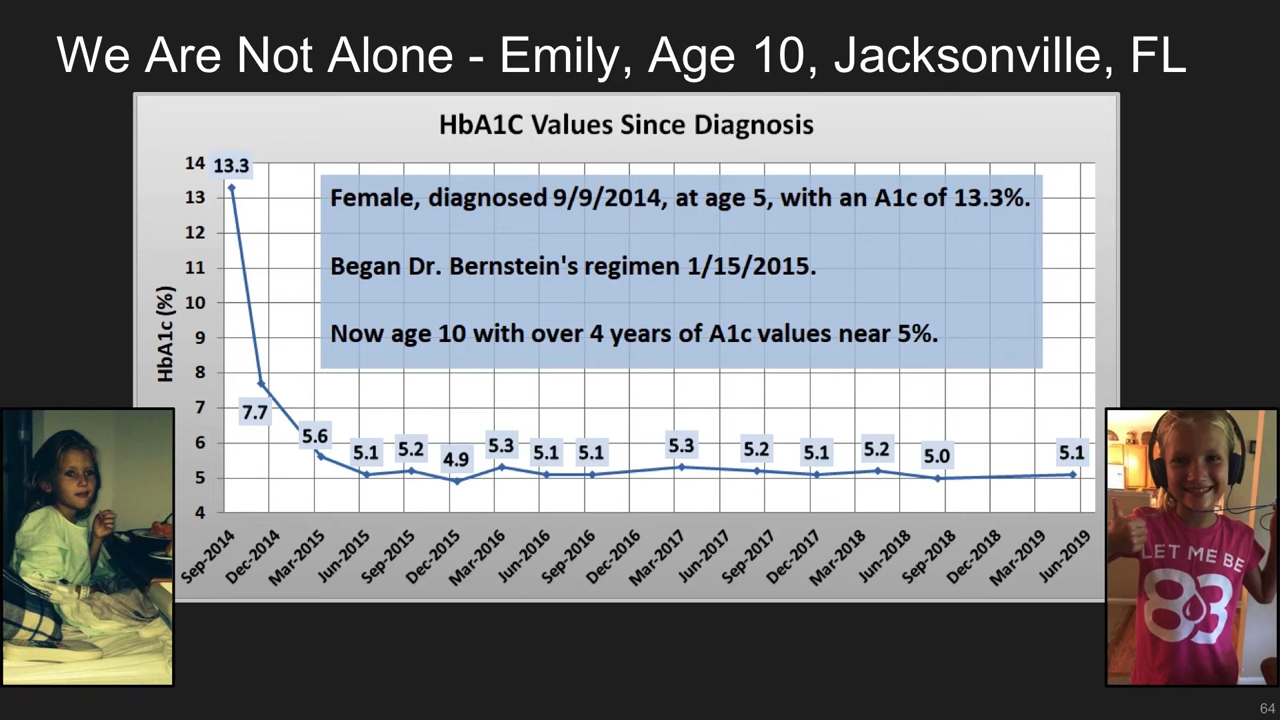 We Are Not Alone - Emily, Age 10, Jacksonville, FL
HbA1C Values Since Diagnosis
HbA1c (%)
14
13
12
11
10
9
8
7
6
5
4
13.3
7.7
5.6
5.1
5.2
4.9
5.3
5.1
5.1
5.3
5.2
5.1
5.2
5.0
5.1
Female, diagnosed 9/9/2014, at age 5, with an A1c of 13.3%.
Began Dr. Bernstein's regimen 1/15/2015.
Now age 10 with over 4 years of A1c values near 5%.
Sep-2014
Dec-2014
Mar-2015
Jun-2015
Sep-2015
Dec-2015
Mar-2016
Jun-2016
Sep-2016
Dec-2016
Mar-2017
Jun-2017
Sep-2017
Dec-2017
Mar-2018
Jun-2018
Sep-2018
Dec-2018
Mar-2019
Jun-2019
LET ME BE
83
64